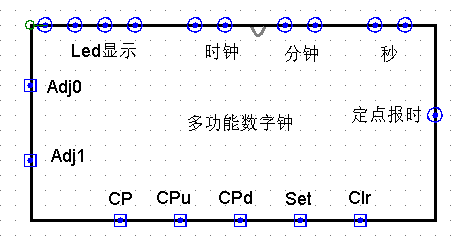 Led显示 时钟 分钟 秒
Adj0
定点报时
多功能数字钟
Adj1
CP CPu CPd Set Clr